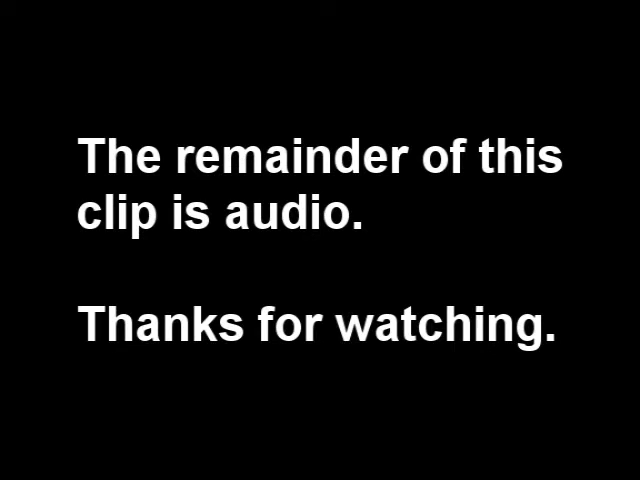 The remainder of this
clip is audio.
Thanks for watching.